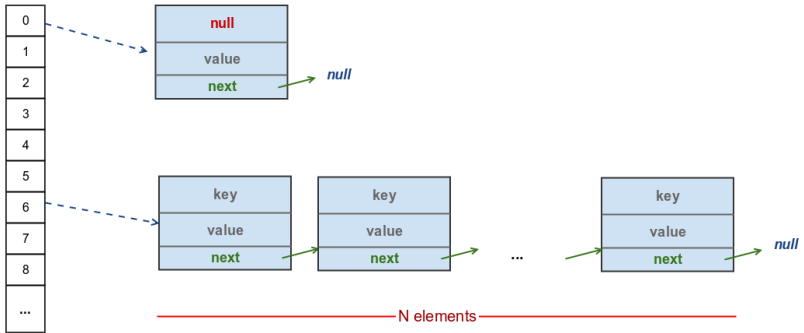 0
1
2
3
4
5
6
7
8
...
null
value
next
null
key
value
next
key
value
next
...
key
value
next
null
N elements